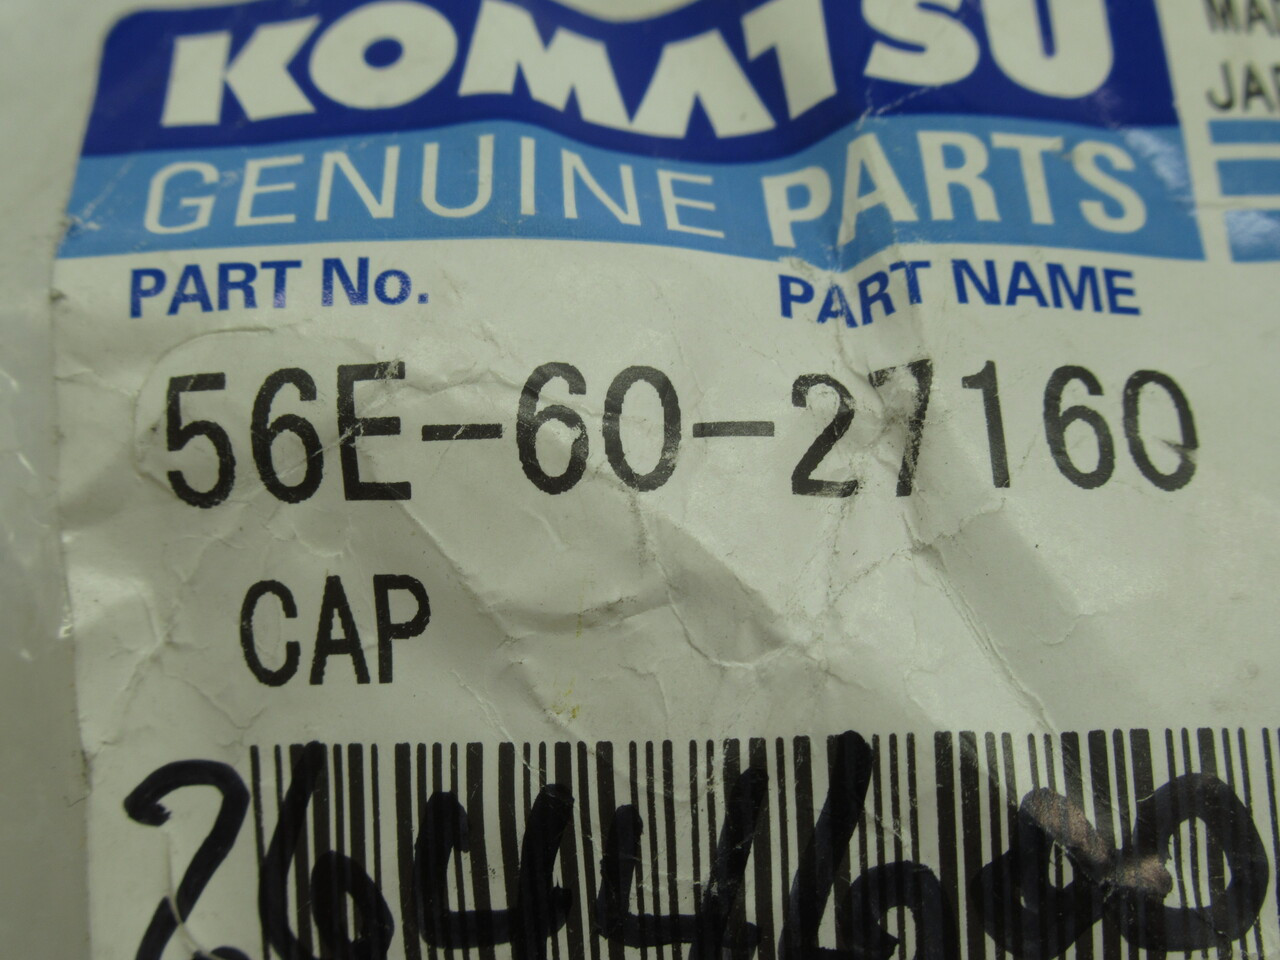 KOMATSU
GENUINE PARTS
PART No. PART NAME
56E-60-27160
CAP